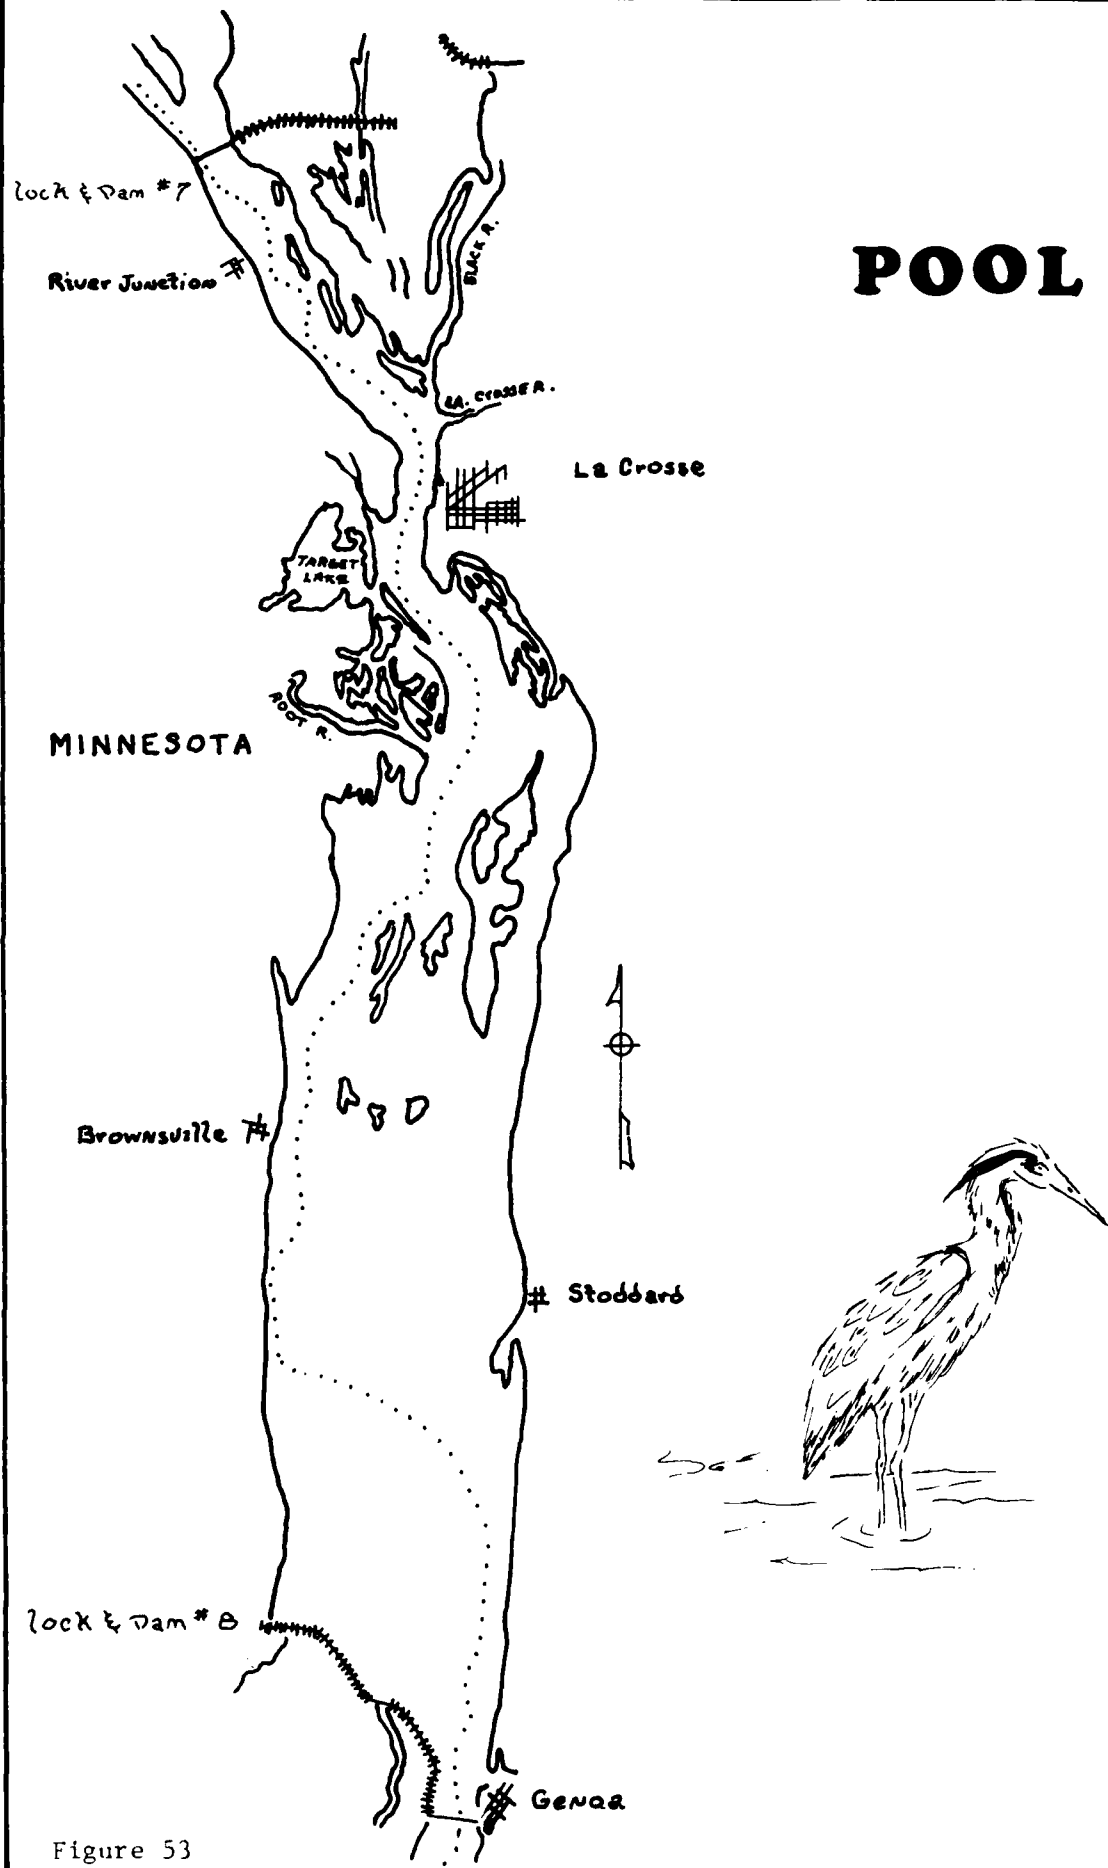 lock & Dam #7
River Junction
BLACK R.
POOL
LA. CROSSE R.
La Crosse
TARGET
LAKE
ROOT R.
MINNESOTA
Brownsville
Stoddard
lock & Dam #8
Genoa
Figure 53